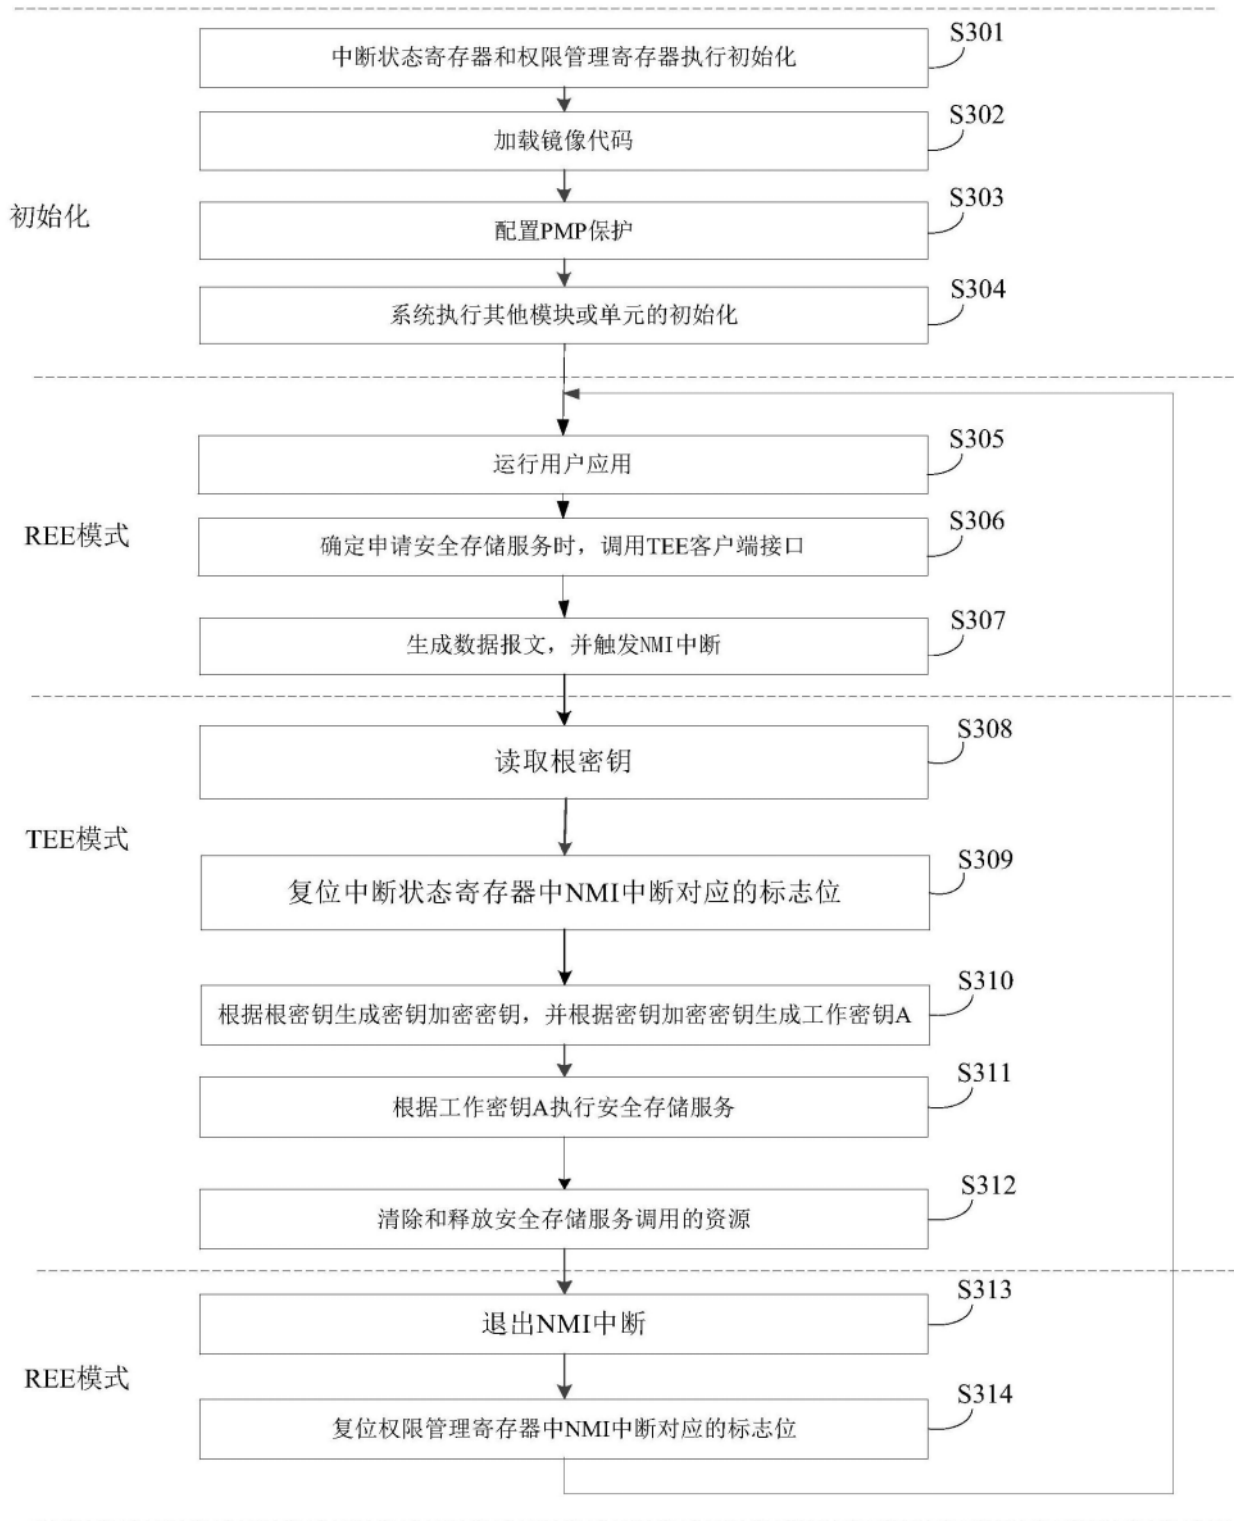 S301
中断状态寄存器和权限管理寄存器执行初始化
S302
加载镜像代码
初始化
S303
配置PMP保护
S304
系统执行其他模块或单元的初始化
S305
运行用户应用
REE模式
S306
确定申请安全存储服务时，调用TEE客户端接口
S307
生成数据报文，并触发NMI中断
S308
读取根密钥
TEE模式
S309
复位中断状态寄存器中NMI中断对应的标志位
S310
根据根密钥生成密钥加密密钥，并根据密钥加密密钥生成工作密钥A
S311
根据工作密钥A执行安全存储服务
S312
清除和释放安全存储服务调用的资源
S313
退出NMI中断
REE模式
S314
复位权限管理寄存器中NMI中断对应的标志位